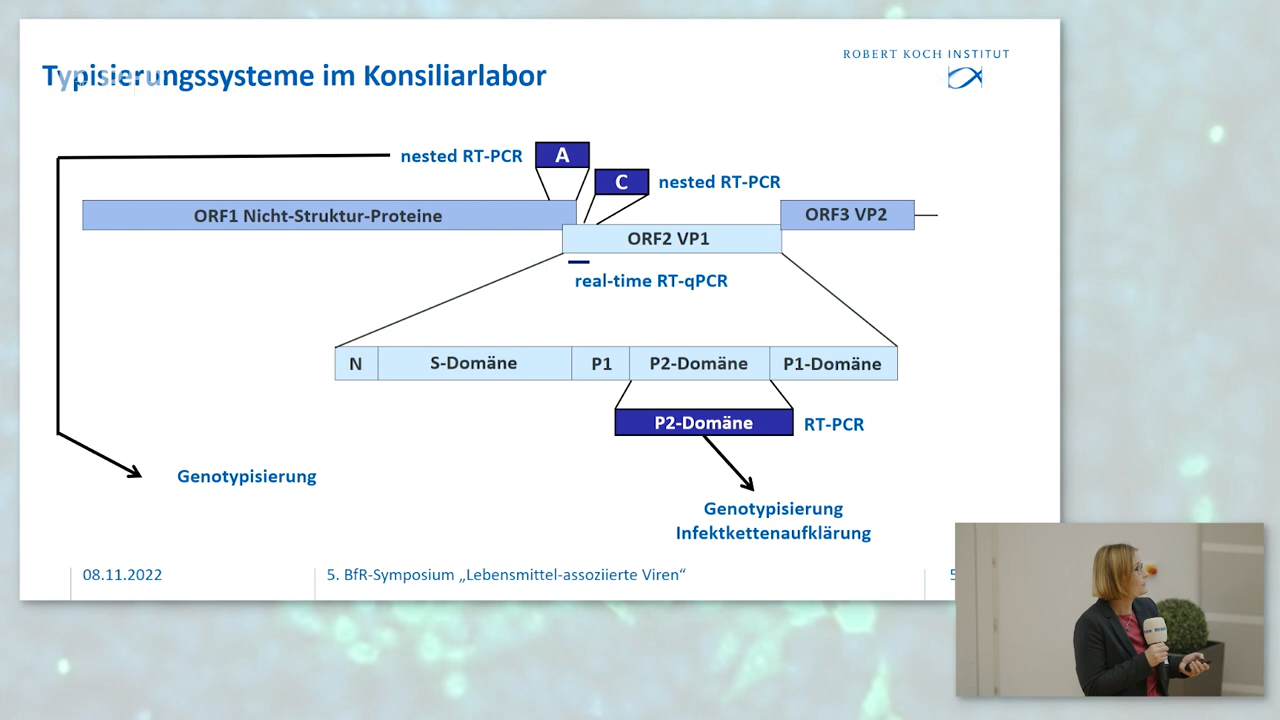 Typisierungssysteme im Konsiliarlabor
ROBERT KOCH INSTITUT
nested RT-PCR
A
C
nested RT-PCR
ORF1 Nicht-Struktur-Proteine
ORF3 VP2
ORF2 VP1
real-time RT-qPCR
N
S-Domäne
P1
P2-Domäne
P1-Domäne
P2-Domäne
RT-PCR
Genotypisierung
Genotypisierung
Infektkettenaufklärung
08.11.2022
5. BfR-Symposium „Lebensmittel-assoziierte Viren“